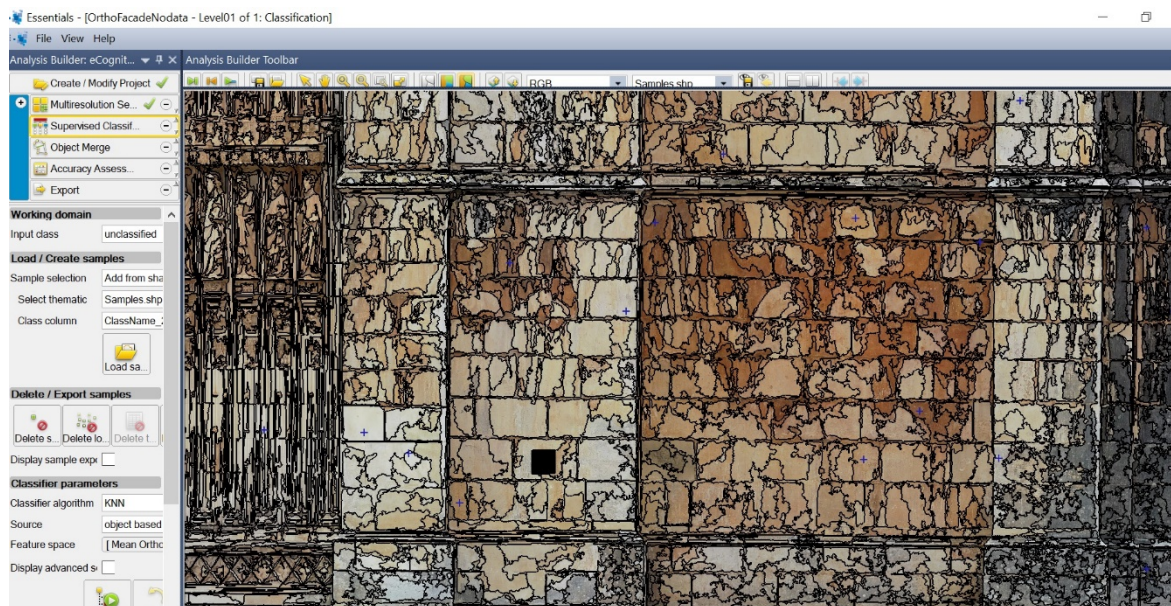 Essentials - [OrthoFacadeNodata - Level01 of 1: Classification]
File View Help
Analysis Builder: eCognit...
Analysis Builder Toolbar
Create / Modify Project
RGB
Samples.shp
Multiresolution Se...
Supervised Classif...
Object Merge
Accuracy Assess...
Export
Working domain
Input class unclassified
Load / Create samples
Sample selection Add from sha
Select thematic Samples.shp
Class column ClassName_2
Load sa...
Delete / Export samples
Delete s... Delete lo... Delete t...
Display sample expo
Classifier parameters
Classifier algorithm KNN
Source object based
Feature space [ Mean Ortho
Display advanced s